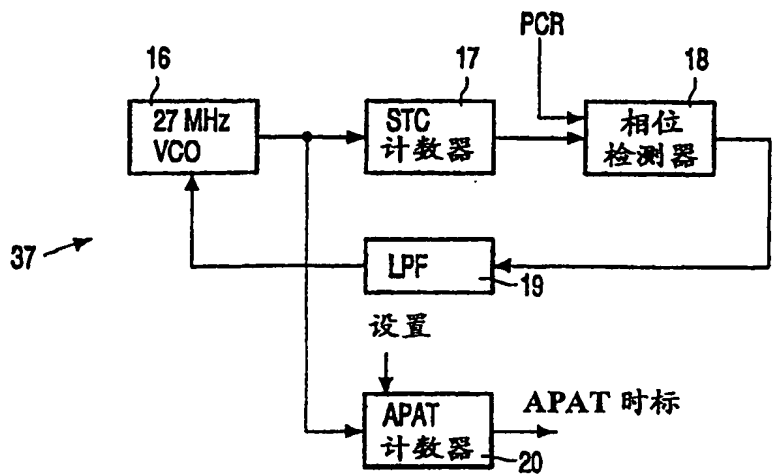 PCR
16
17
18
27 MHz
VCO
STC
计数器
相位
检测器
37
LPF
19
设置
APAT
计数器
APAT 时标
20